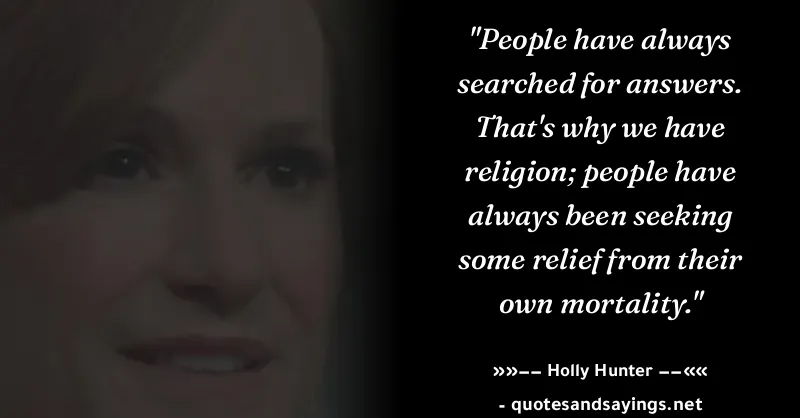 "People have always
searched for answers.
That's why we have
religion; people have
always been seeking
some relief from their
own mortality."
»»–– Holly Hunter ––««
- quotesandsayings.net